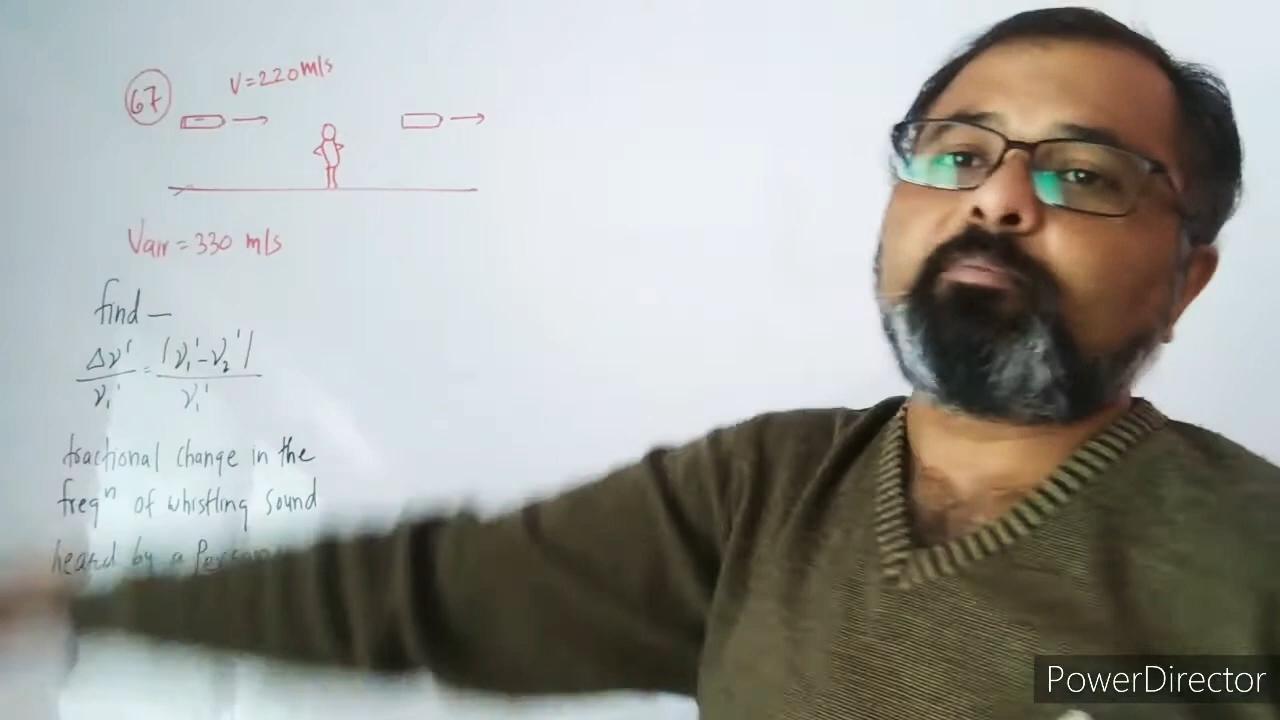 67
V=220m/s
Vair = 330 m/s
find —
Δν'/ν₁' = |ν₁'-ν₂'|/ν₁'
fractional change in the
freqⁿ of whistling sound
heard by a Person
PowerDirector